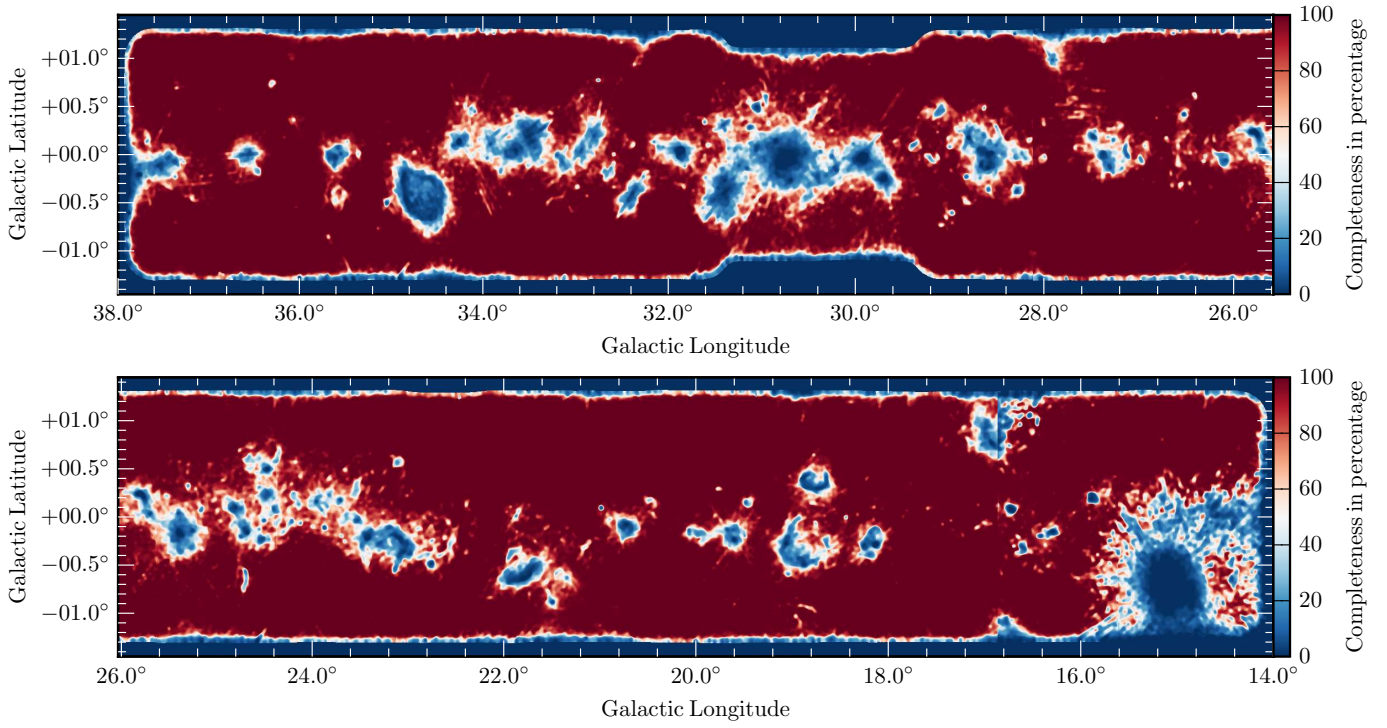 +01.0°
+00.5°
+00.0°
−00.5°
−01.0°
Galactic Latitude
38.0° 36.0° 34.0° 32.0° 30.0° 28.0° 26.0°
Galactic Longitude
100
80
60
40
20
0
Completeness in percentage
+01.0°
+00.5°
+00.0°
−00.5°
−01.0°
Galactic Latitude
26.0° 24.0° 22.0° 20.0° 18.0° 16.0° 14.0°
Galactic Longitude
100
80
60
40
20
0
Completeness in percentage